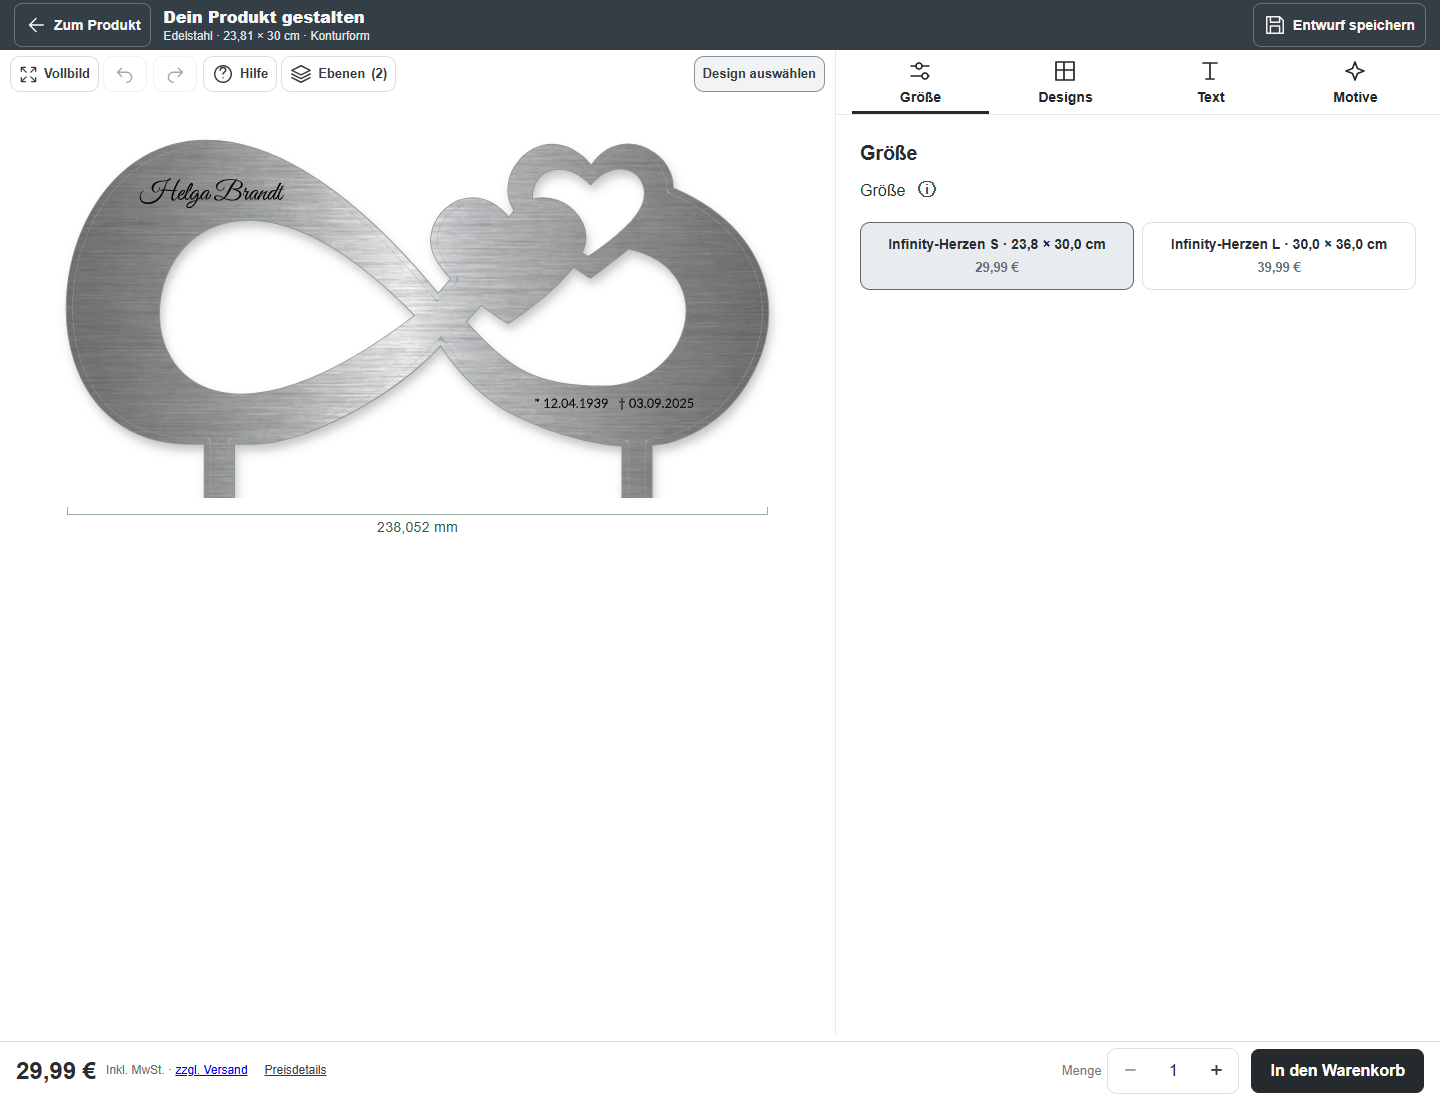 Zum Produkt
Dein Produkt gestalten
Edelstahl · 23,81 × 30 cm · Konturform
Entwurf speichern
Vollbild
Hilfe
Ebenen (2)
Design auswählen
Größe
Designs
Text
Motive
Helga Brandt
* 12.04.1939 † 03.09.2025
238,052 mm
Größe
Größe
Infinity-Herzen S · 23,8 × 30,0 cm
29,99 €
Infinity-Herzen L · 30,0 × 36,0 cm
39,99 €
29,99 € Inkl. MwSt. · zzgl. Versand Preisdetails
Menge − 1 +
In den Warenkorb